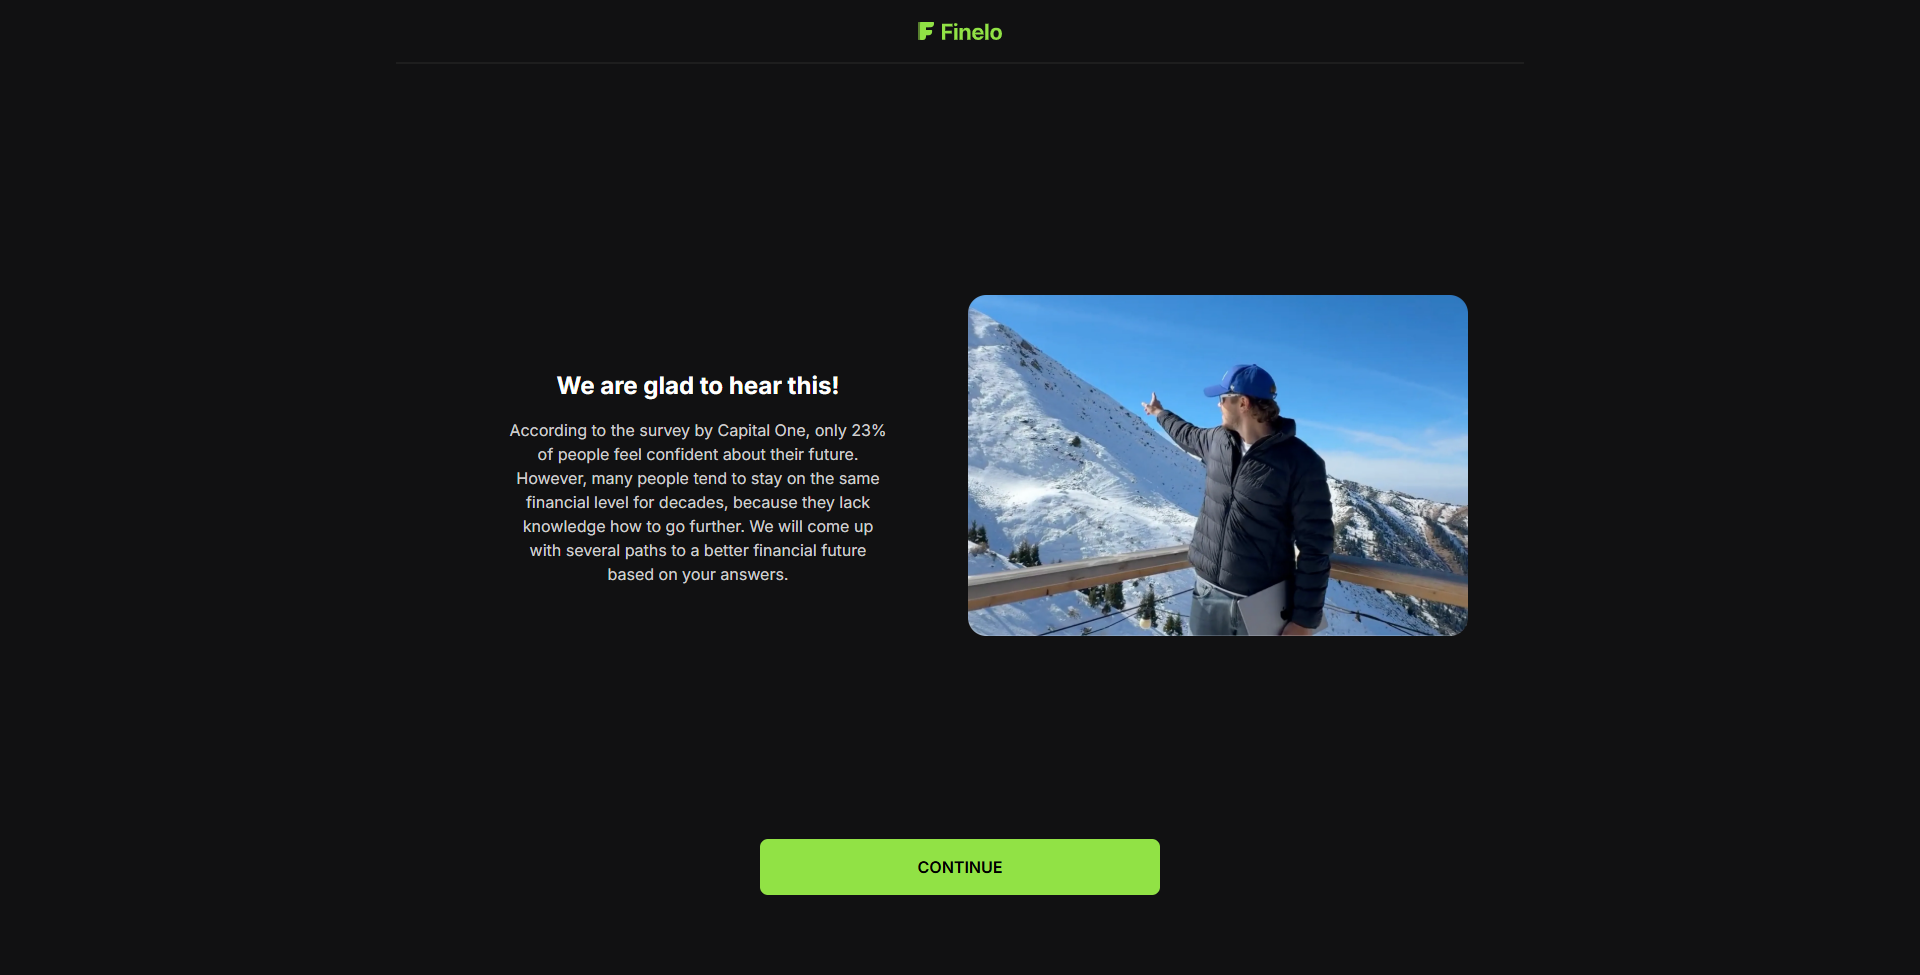 Finelo
We are glad to hear this!
According to the survey by Capital One, only 23%
of people feel confident about their future.
However, many people tend to stay on the same
financial level for decades, because they lack
knowledge how to go further. We will come up
with several paths to a better financial future
based on your answers.
CONTINUE